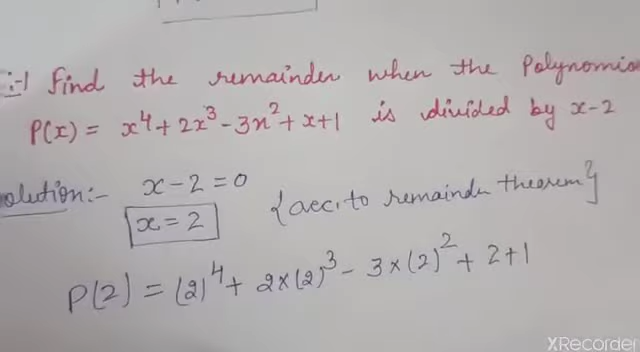 :-1 Find the remainder when the Polynomia
P(x) = x⁴ + 2x³ - 3x² + x + 1 is divided by x-2
olution:- x - 2 = 0
x = 2 {acc. to remainder theorem}
P(2) = (2)⁴ + 2×(2)³ - 3×(2)² + 2+1
XRecorder